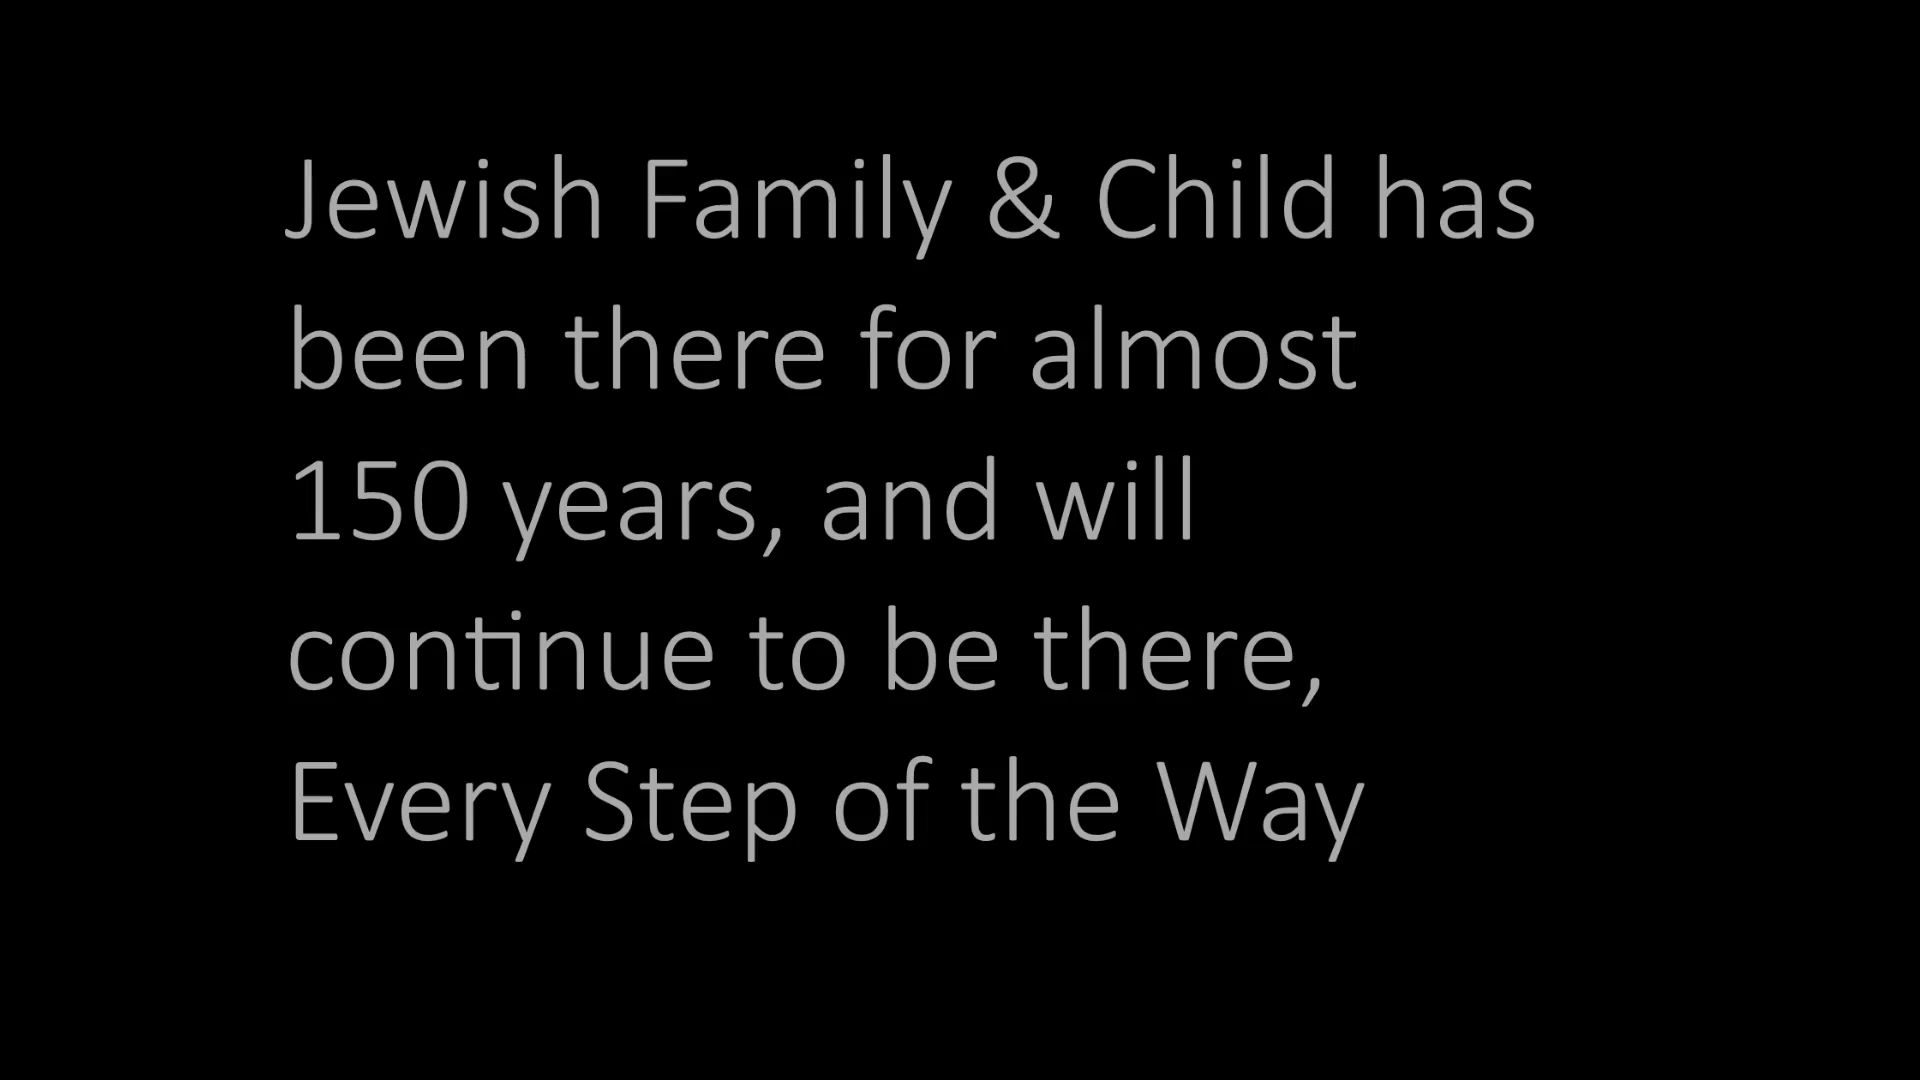 Jewish Family & Child has
been there for almost
150 years, and will
continue to be there,
Every Step of the Way